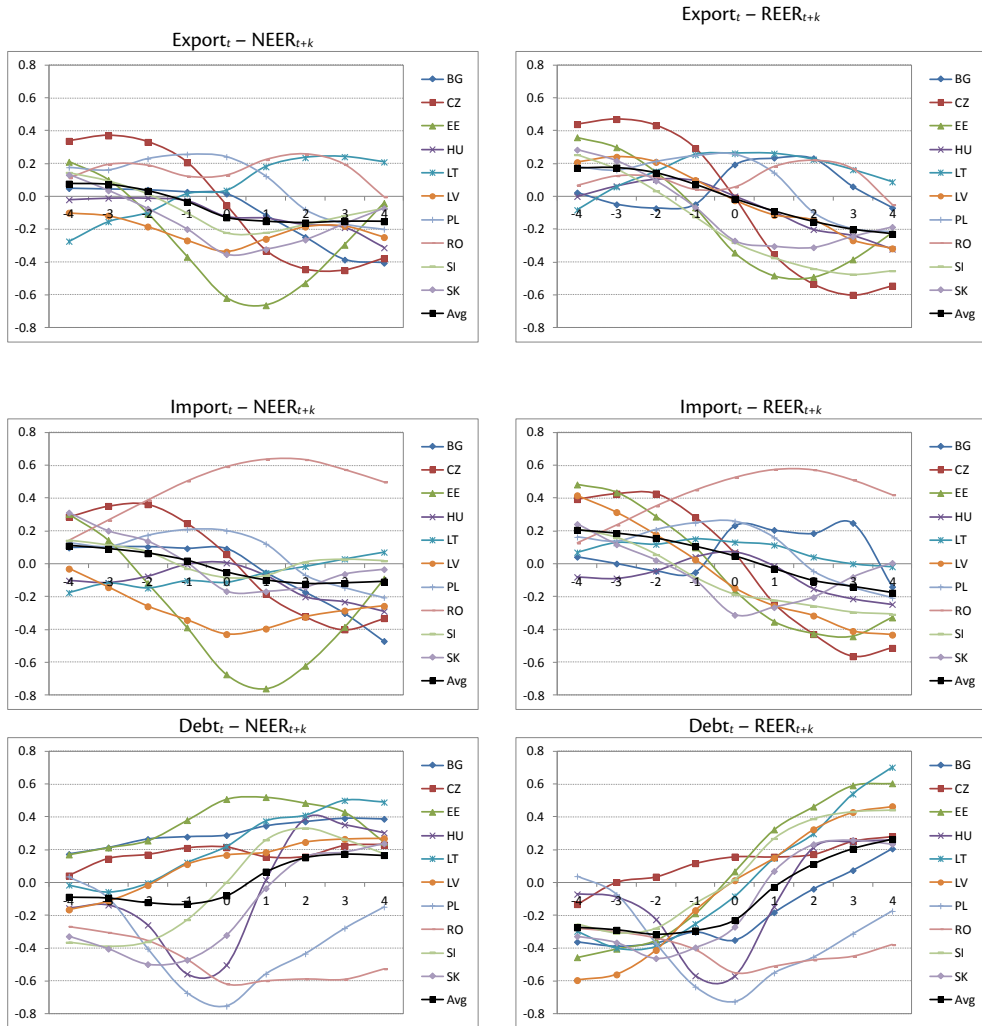 Export t – NEER t+k
0.8
0.6
0.4
0.2
0.0
-0.2
-0.4
-0.6
-0.8
-4 -3 -2 -1 0 1 2 3 4
BG
CZ
EE
HU
LT
LV
PL
RO
SI
SK
Avg
Export t – REER t+k
0.8
0.6
0.4
0.2
0.0
-0.2
-0.4
-0.6
-0.8
-4 -3 -2 -1 0 1 2 3 4
BG
CZ
EE
HU
LT
LV
PL
RO
SI
SK
Avg
Import t – NEER t+k
0.8
0.6
0.4
0.2
0.0
-0.2
-0.4
-0.6
-0.8
-4 -3 -2 -1 0 1 2 3 4
BG
CZ
EE
HU
LT
LV
PL
RO
SI
SK
Avg
Import t – REER t+k
0.8
0.6
0.4
0.2
0.0
-0.2
-0.4
-0.6
-0.8
-4 -3 -2 -1 0 1 2 3 4
BG
CZ
EE
HU
LT
LV
PL
RO
SI
SK
Avg
Debt t – NEER t+k
0.8
0.6
0.4
0.2
0.0
-0.2
-0.4
-0.6
-0.8
-4 -3 -2 -1 0 1 2 3 4
BG
CZ
EE
HU
LT
LV
PL
RO
SI
SK
Avg
Debt t – REER t+k
0.8
0.6
0.4
0.2
0.0
-0.2
-0.4
-0.6
-0.8
-4 -3 -2 -1 0 1 2 3 4
BG
CZ
EE
HU
LT
LV
PL
RO
SI
SK
Avg